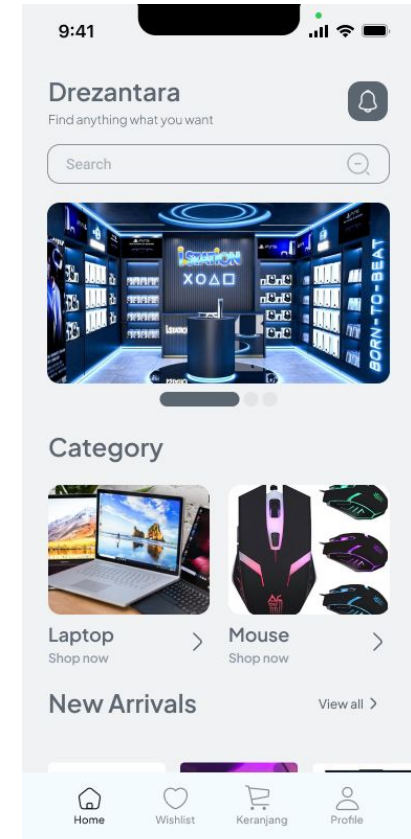 9:41
Drezantara
Find anything what you want
Search
iSTATION
BORN-TO-BEAT
Category
Laptop
Shop now
Mouse
Shop now
New Arrivals
View all
Home
Wishlist
Keranjang
Profile